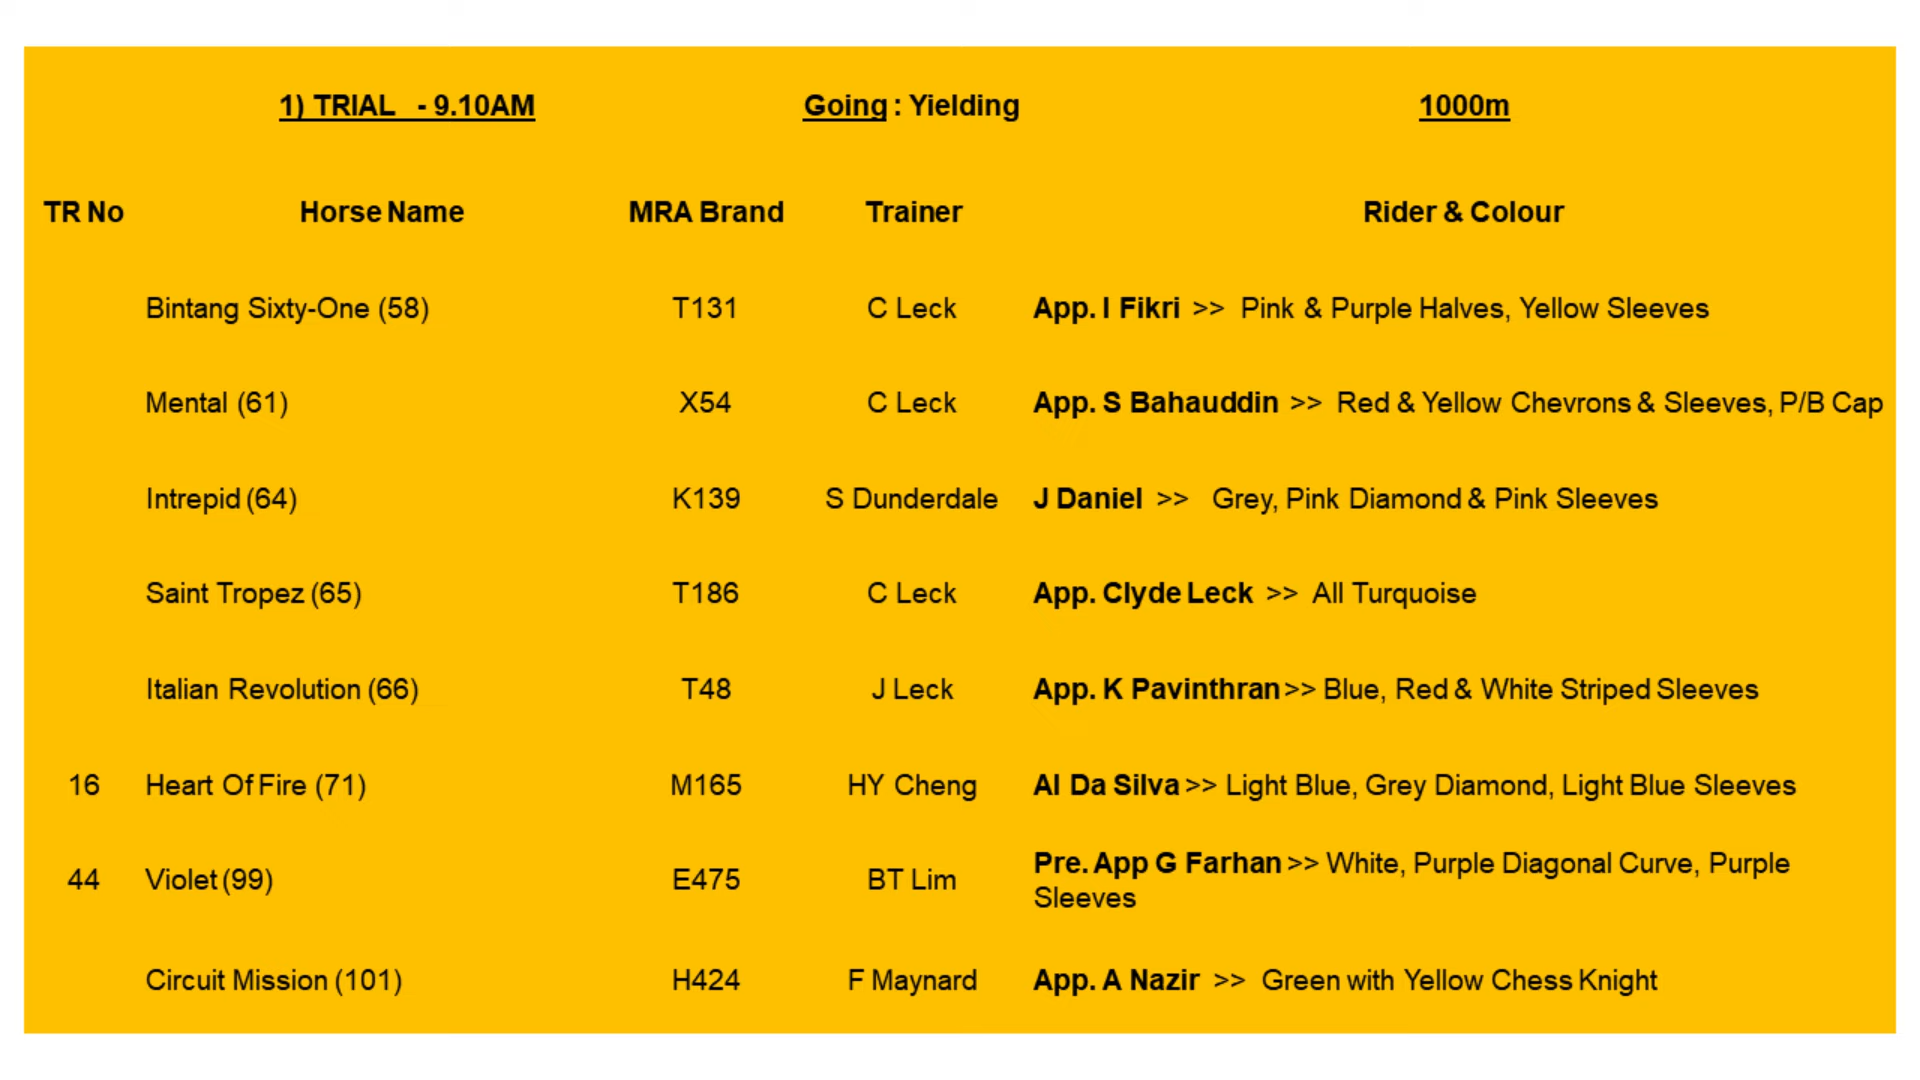 1) TRIAL - 9.10AM Going : Yielding 1000m
TR No Horse Name MRA Brand Trainer Rider & Colour
Bintang Sixty-One (58) T131 C Leck App. I Fikri >> Pink & Purple Halves, Yellow Sleeves
Mental (61) X54 C Leck App. S Bahauddin >> Red & Yellow Chevrons & Sleeves, P/B Cap
Intrepid (64) K139 S Dunderdale J Daniel >> Grey, Pink Diamond & Pink Sleeves
Saint Tropez (65) T186 C Leck App. Clyde Leck >> All Turquoise
Italian Revolution (66) T48 J Leck App. K Pavinthran >> Blue, Red & White Striped Sleeves
16 Heart Of Fire (71) M165 HY Cheng Al Da Silva >> Light Blue, Grey Diamond, Light Blue Sleeves
44 Violet (99) E475 BT Lim Pre. App G Farhan >> White, Purple Diagonal Curve, Purple
Sleeves
Circuit Mission (101) H424 F Maynard App. A Nazir >> Green with Yellow Chess Knight